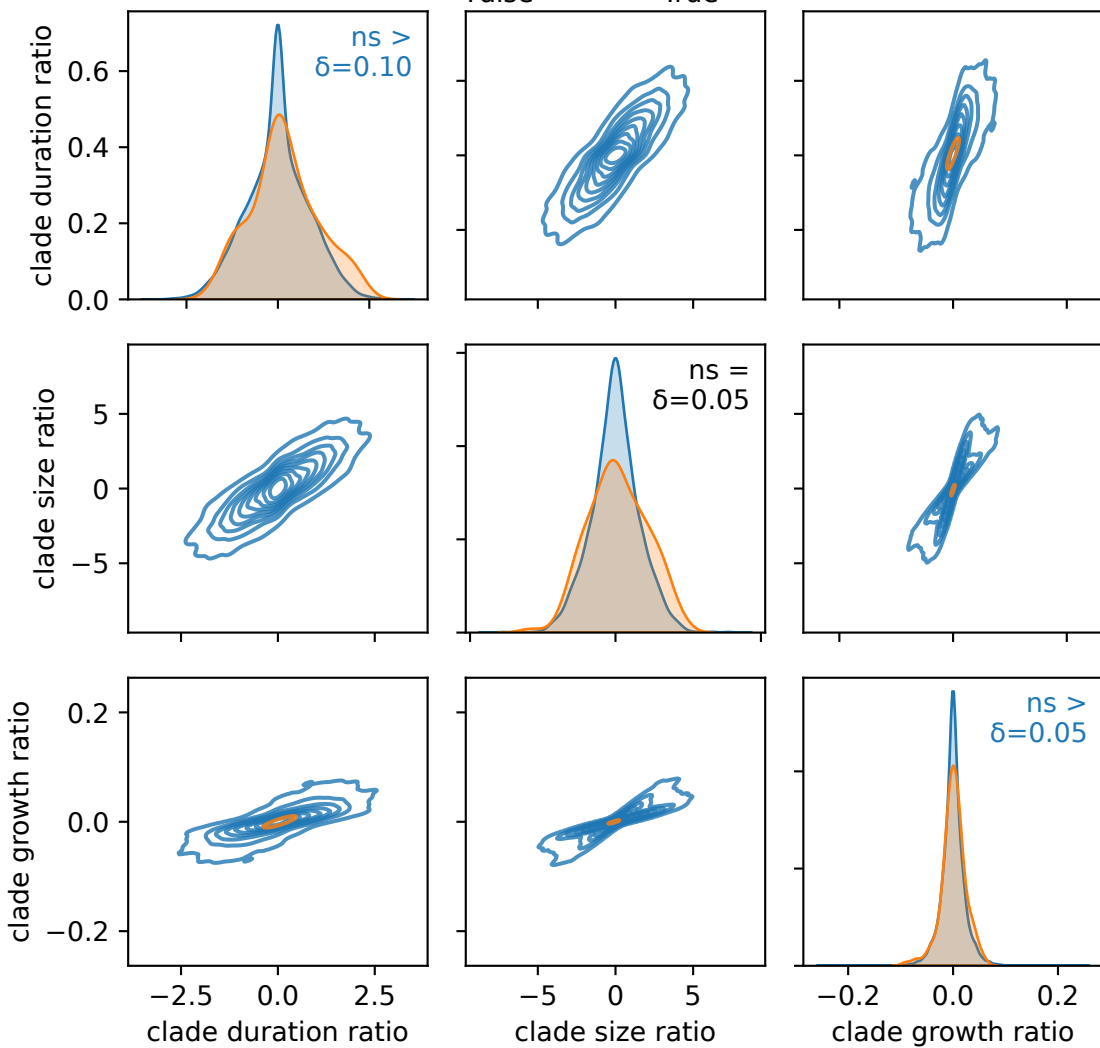 clade duration ratio
0.6
0.4
0.2
0.0
ns >
δ=0.10
clade size ratio
5
0
−5
ns =
δ=0.05
clade growth ratio
0.2
0.0
−0.2
ns >
δ=0.05
−2.5 0.0 2.5
−5 0 5
−0.2 0.0 0.2
clade duration ratio
clade size ratio
clade growth ratio